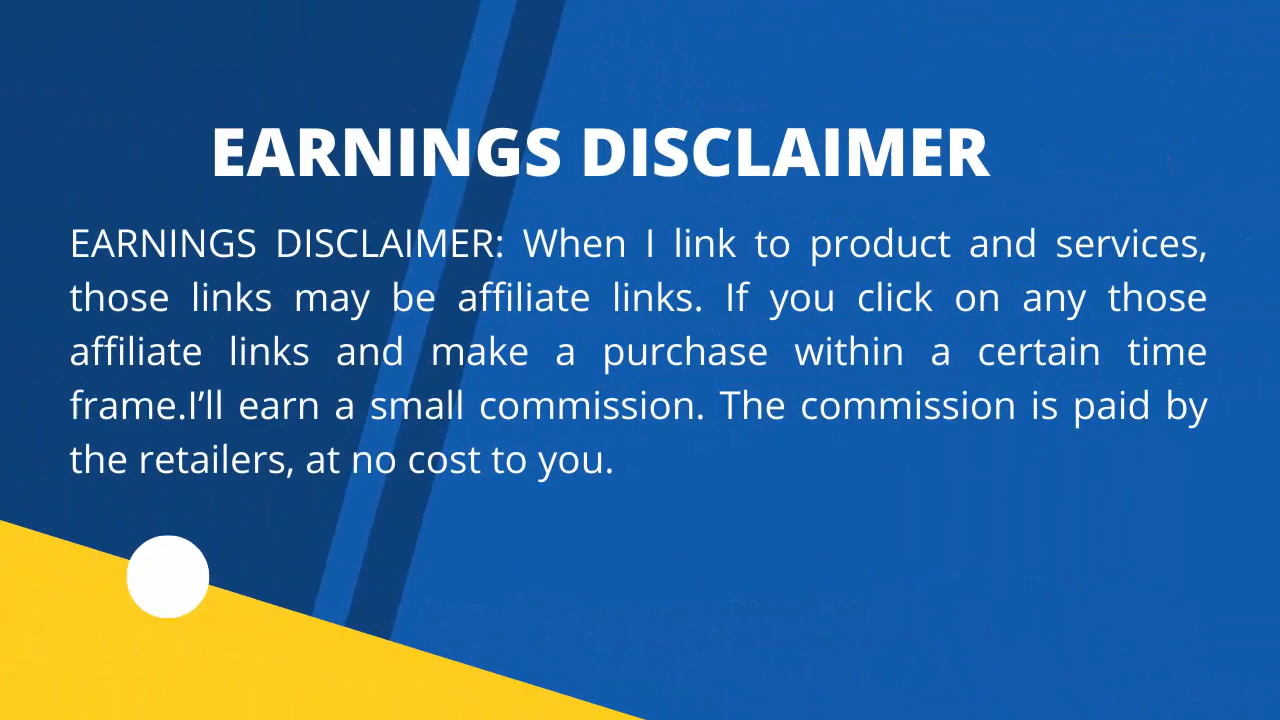 EARNINGS DISCLAIMER
EARNINGS DISCLAIMER: When I link to product and services,
those links may be affiliate links. If you click on any those
affiliate links and make a purchase within a certain time
frame.I’ll earn a small commission. The commission is paid by
the retailers, at no cost to you.